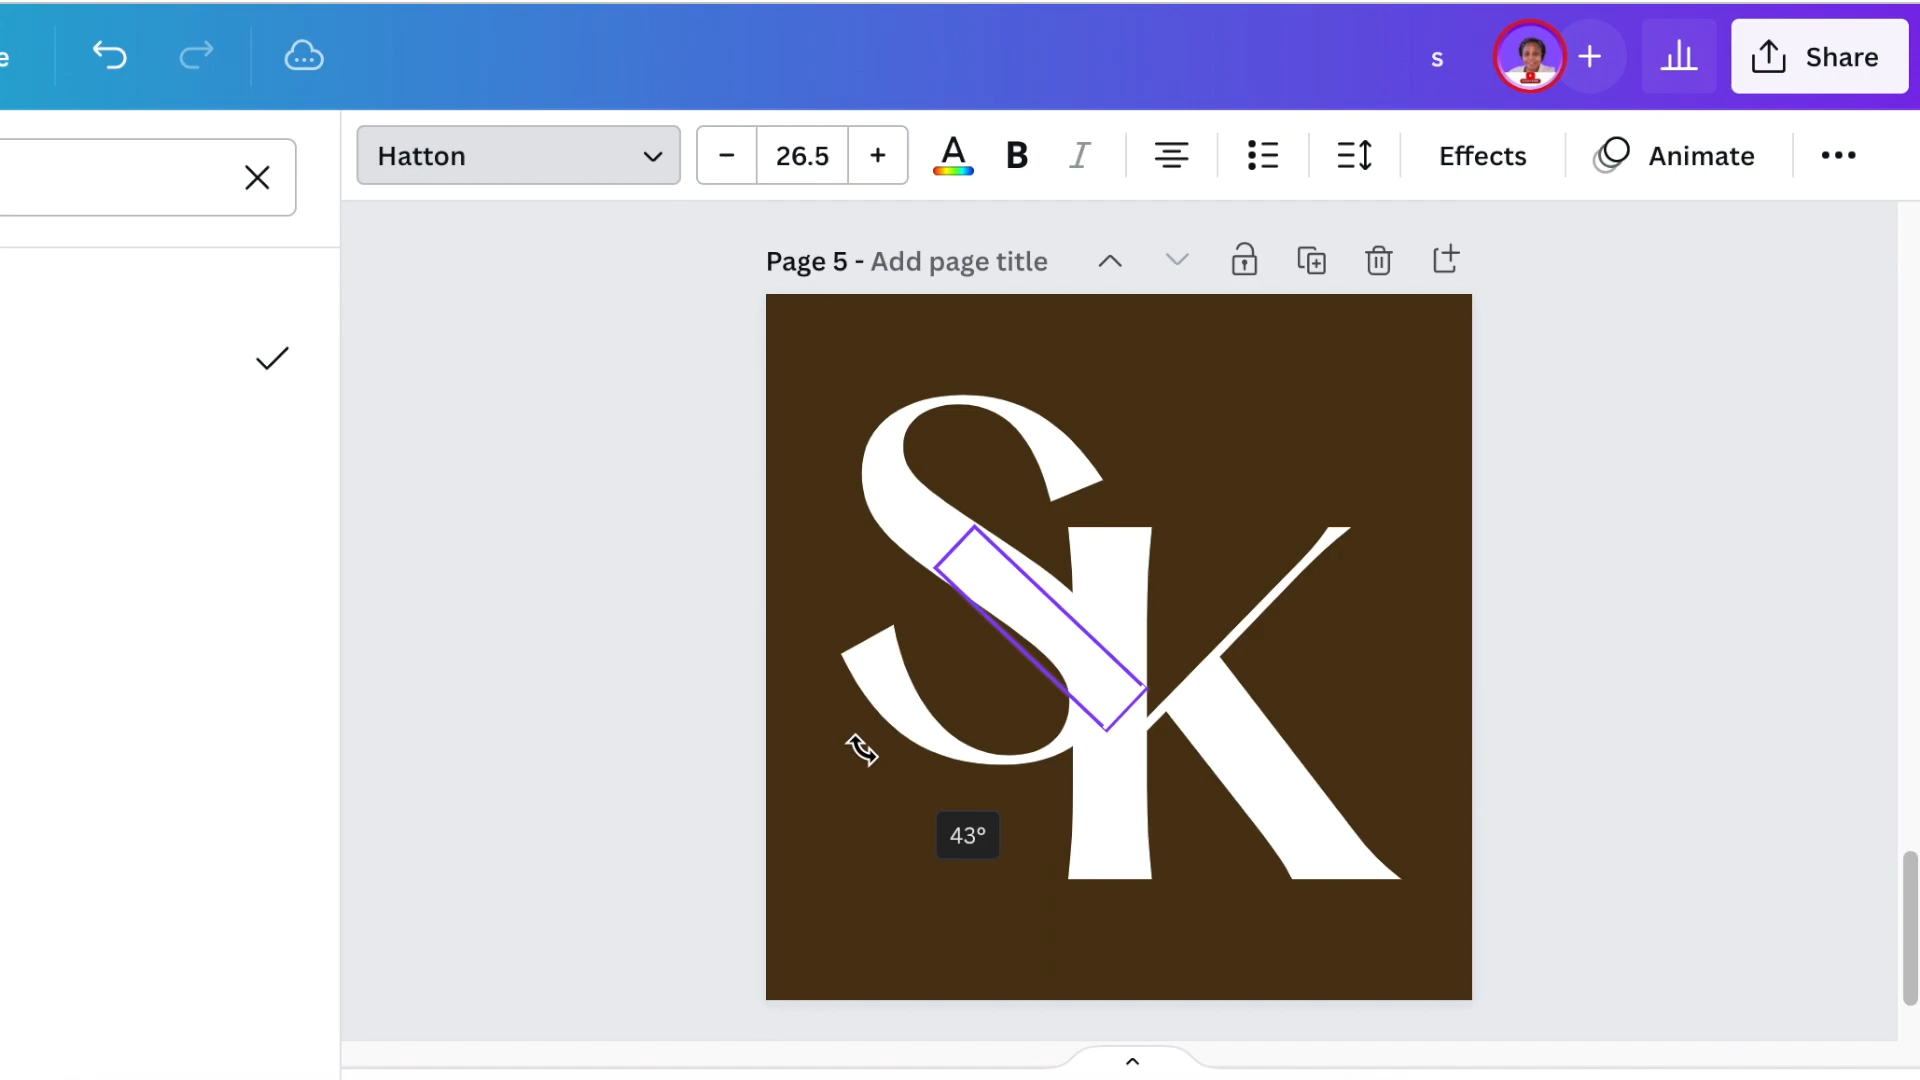 e
s
Share
Hatton
26.5
A
B
I
Effects
Animate
Page 5 - Add page title
SK
43°